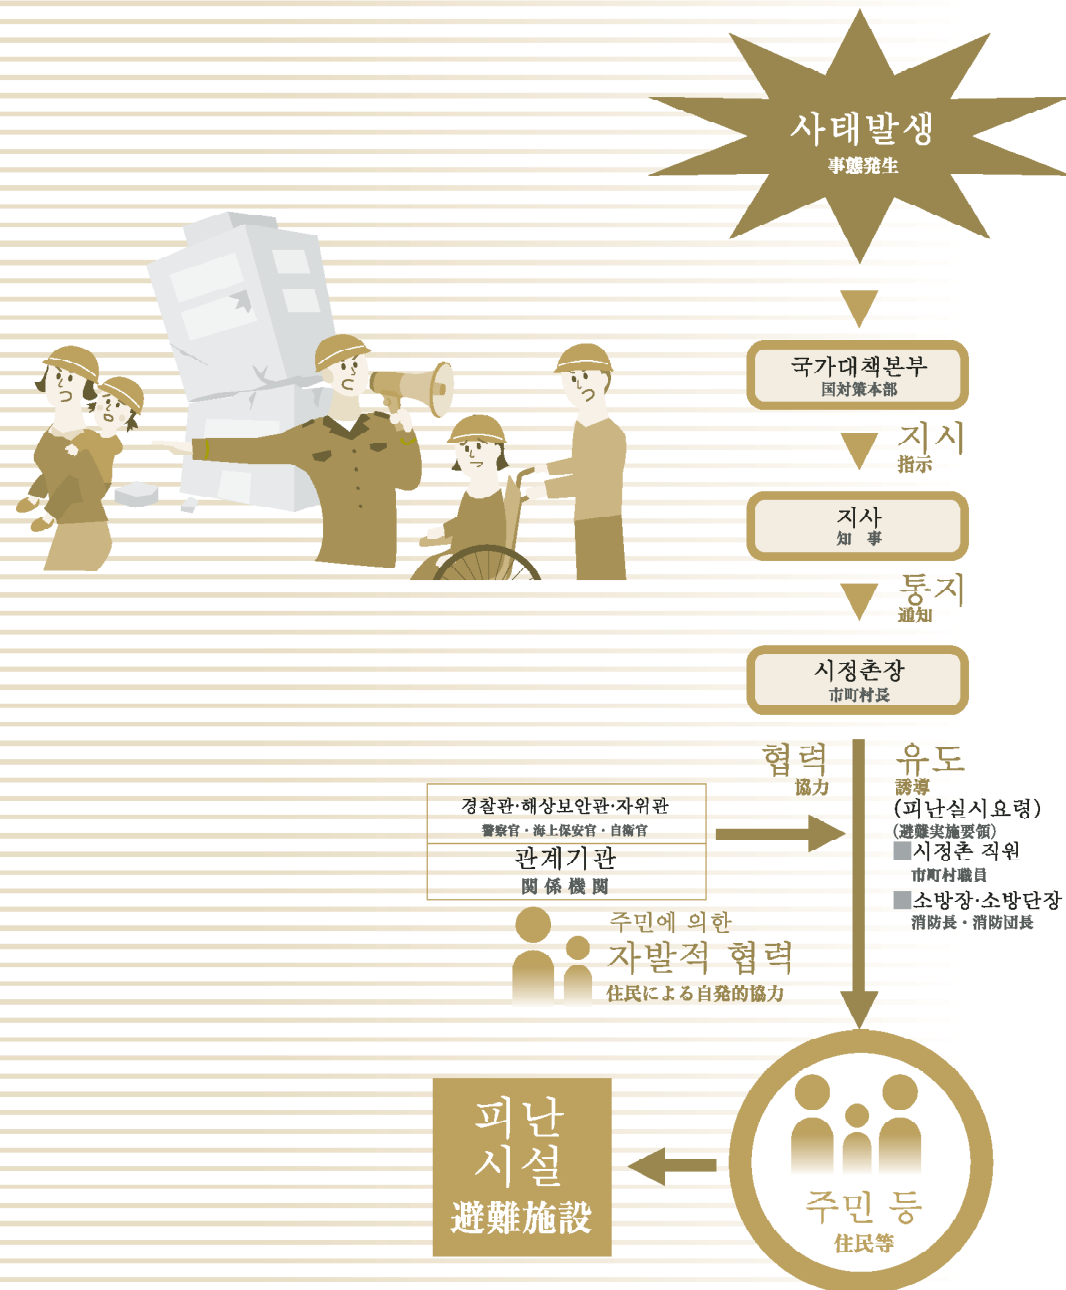 사태발생
事態発生
국가대책본부
国対策本部
지시
指示
지사
知 事
통지
通知
시정촌장
市町村長
협력
協力
유도
誘導
(피난실시요령)
(避難実施要領)
■시정촌 직원
市町村職員
■소방장·소방단장
消防長・消防団長
경찰관·해상보안관·자위관
警察官・海上保安官・自衛官
관계기관
関係機関
주민에 의한
자발적 협력
住民による自発的協力
주민 등
住民等
피난
시설
避難施設